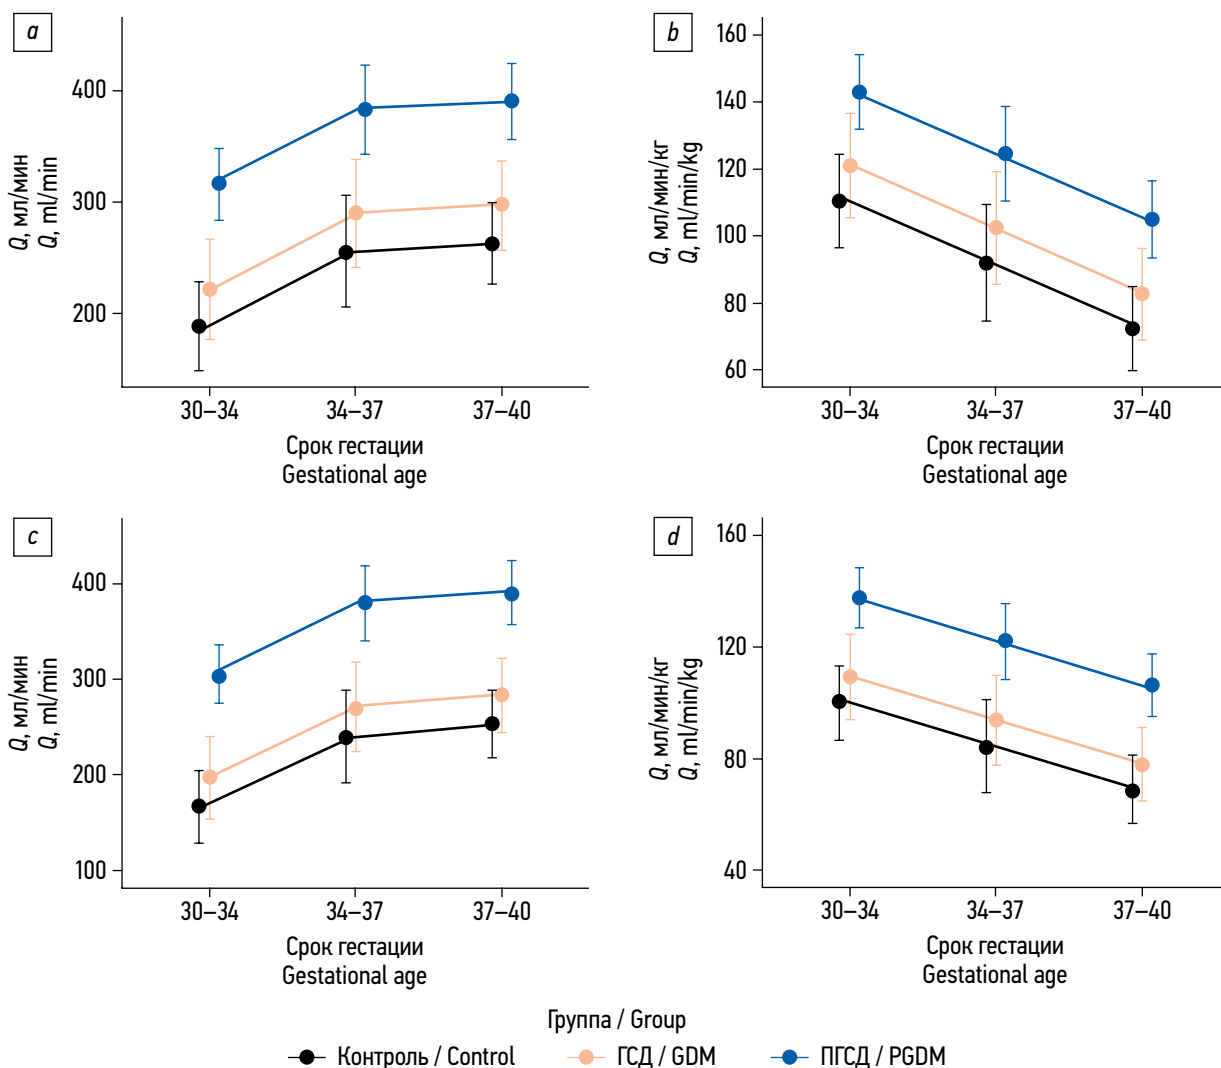 a
400
300
200
Q, мл/мин
Q, ml/min
30–34
34–37
37–40
Срок гестации
Gestational age
b
160
140
120
100
80
60
Q, мл/мин/кг
Q, ml/min/kg
30–34
34–37
37–40
Срок гестации
Gestational age
c
400
300
200
100
Q, мл/мин
Q, ml/min
30–34
34–37
37–40
Срок гестации
Gestational age
d
160
120
80
40
Q, мл/мин/кг
Q, ml/min/kg
30–34
34–37
37–40
Срок гестации
Gestational age
Группа / Group
Контроль / Control
ГСД / GDM
ПГСД / PGDM